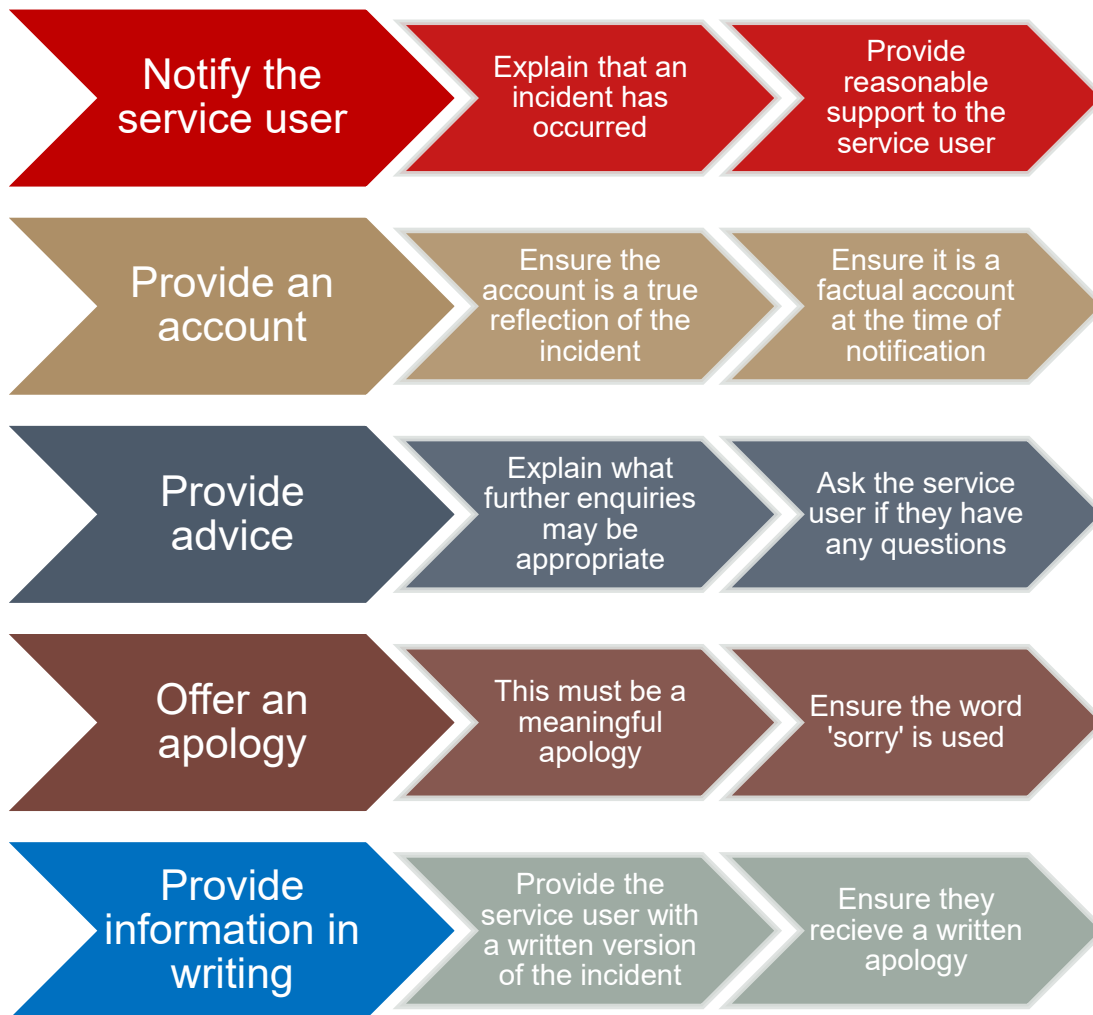 Notify the
service user
Explain that an
incident has
occurred
Provide
reasonable
support to the
service user
Provide an
account
Ensure the
account is a true
reflection of the
incident
Ensure it is a
factual account
at the time of
notification
Provide
advice
Explain what
further enquiries
may be
appropriate
Ask the service
user if they have
any questions
Offer an
apology
This must be a
meaningful
apology
Ensure the word
'sorry' is used
Provide
information in
writing
Provide the
service user with
a written version
of the incident
Ensure they
recieve a written
apology